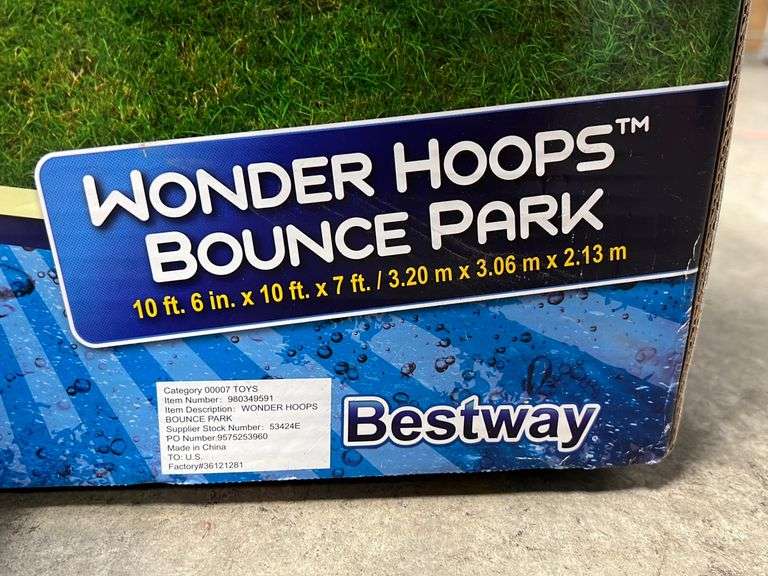 WONDER HOOPS™
BOUNCE PARK
10 ft. 6 in. x 10 ft. x 7 ft. / 3.20 m x 3.06 m x 2.13 m
Category 00007 TOYS
Item Number: 980349591
Item Description: WONDER HOOPS
BOUNCE PARK
Supplier Stock Number: 53424E
PO Number:9575253960
Made in China
TO: U.S.
Factory#36121281
Bestway